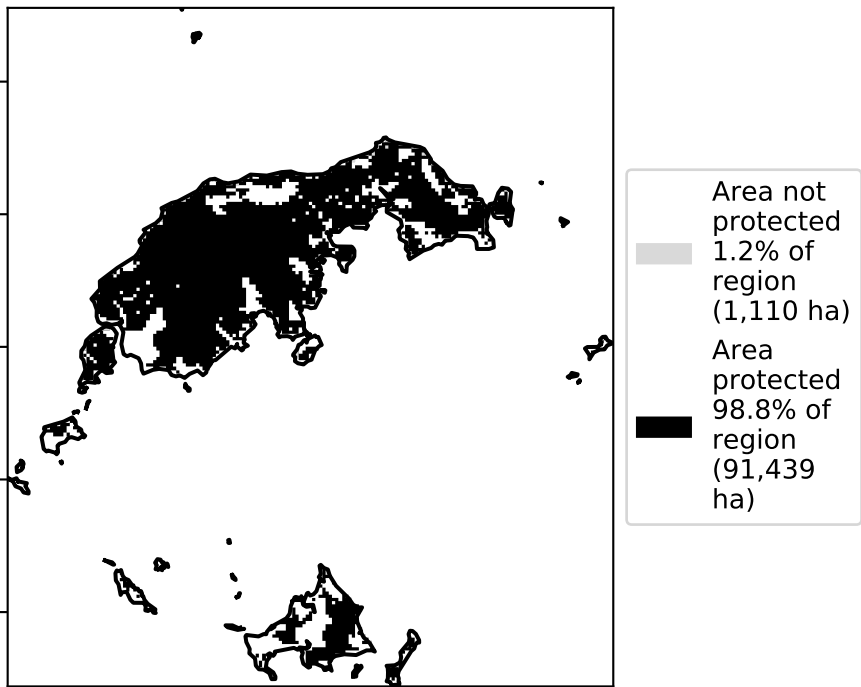 Area not
protected
1.2% of
region
(1,110 ha)
Area
protected
98.8% of
region
(91,439
ha)